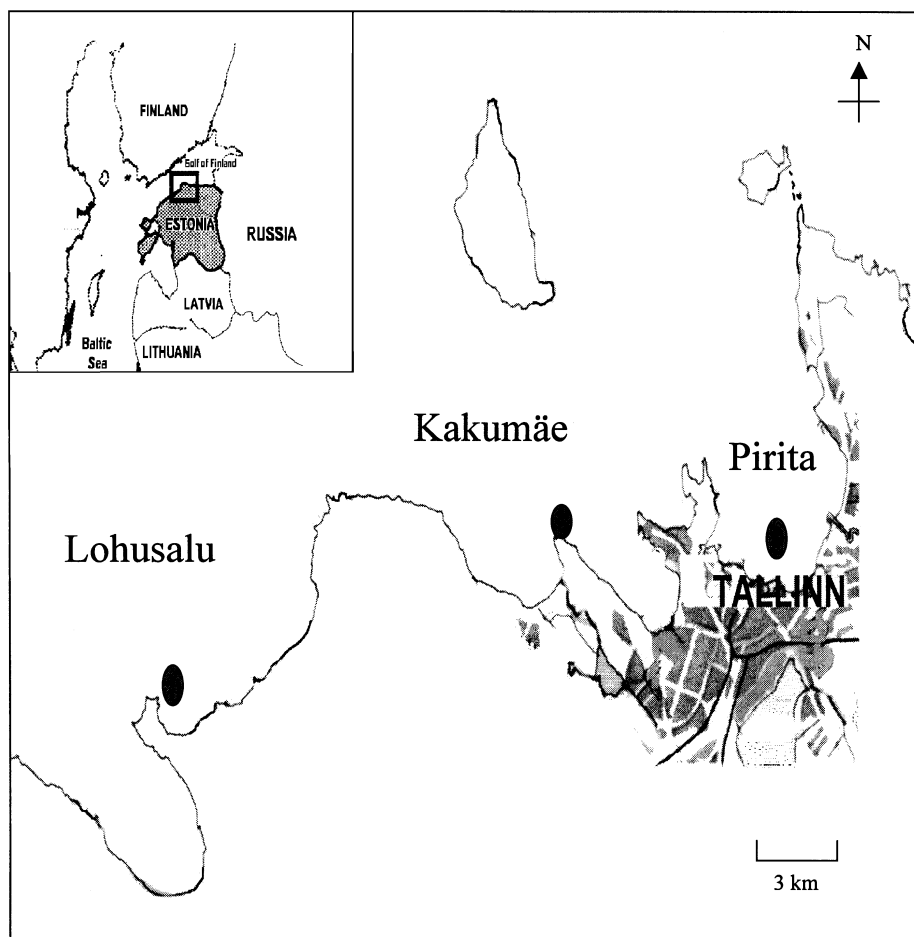 N
FINLAND
Gulf of Finland
ESTONIA
RUSSIA
LATVIA
Baltic
Sea
LITHUANIA
Kakumäe
Pirita
Lohusalu
TALLINN
3 km